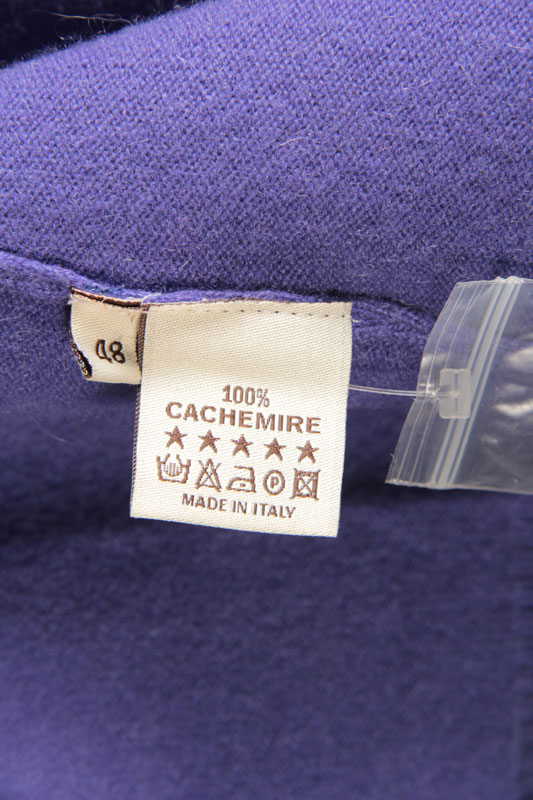 48
100%
CACHEMIRE
★ ★ ★ ★ ★
P
MADE IN ITALY